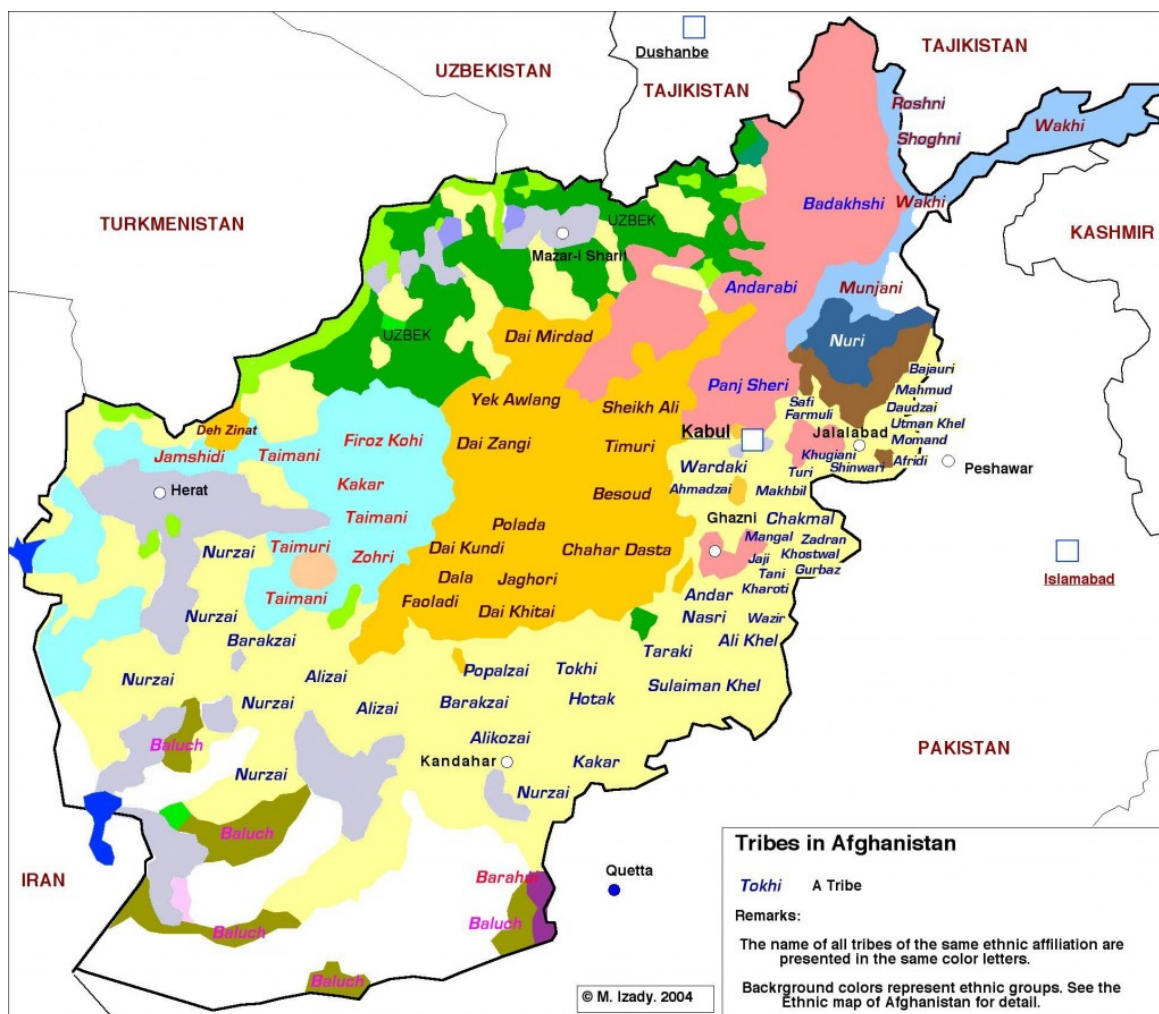 Dushanbe
TAJIKISTAN
UZBEKISTAN
TAJIKISTAN
Roshni
Wakhi
Shoghni
Badakhshi
Wakhi
TURKMENISTAN
UZBEK
KASHMIR
Mazar-i Sharif
Andarabi
Munjani
UZBEK
Dai Mirdad
Nuri
Bajauri
Panj Sheri
Mahmud
Yek Awlang
Sheikh Ali
Safi
Daudzai
Farmuli
Utman Khel
Deh Zinat
Firoz Kohi
Kabul
Jalalabad
Momand
Jamshidi
Taimani
Dai Zangi
Timuri
Khugiani
Afridi
Peshawar
Wardaki
Turi
Shinwari
Kakar
Herat
Besoud
Ahmadzai
Makhbil
Taimani
Polada
Ghazni
Chakmal
Nurzai
Taimuri
Zohri
Dai Kundi
Chahar Dasta
Mangal
Zadran
Jaji
Khostwal
Tani
Gurbaz
Islamabad
Taimani
Dala
Jaghori
Kharoti
Faoladi
Dai Khitai
Andar
Nurzai
Nasri
Wazir
Barakzai
Ali Khel
Taraki
Nurzai
Alizai
Popalzai
Tokhi
Sulaiman Khel
Nurzai
Alizai
Barakzai
Hotak
Baluch
Alikozai
PAKISTAN
Nurzai
Kandahar
Kakar
Nurzai
Baluch
IRAN
Barahui
Quetta
Baluch
Baluch
Baluch
Tribes in Afghanistan
Tokhi A Tribe
Remarks:
The name of all tribes of the same ethnic affiliation are
presented in the same color letters.
Backrground colors represent ethnic groups. See the
Ethnic map of Afghanistan for detail.
© M. Izady. 2004